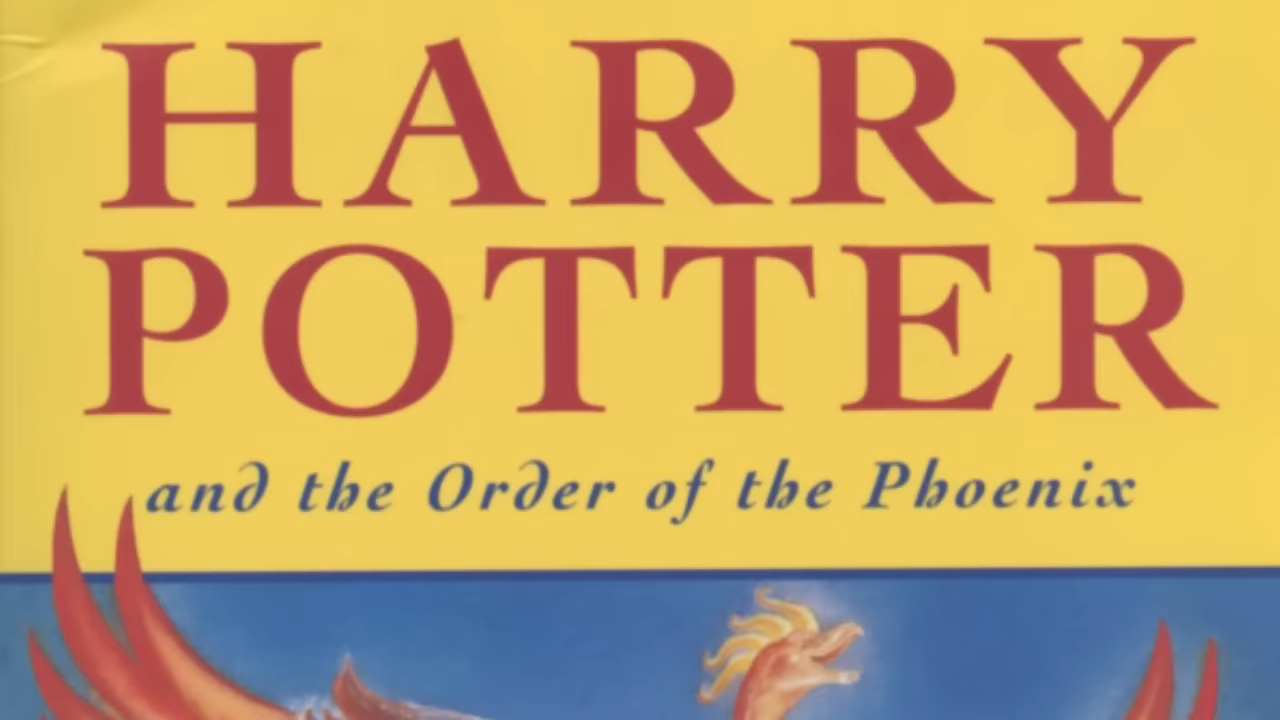 HARRY
POTTER
and the Order of the Phoenix